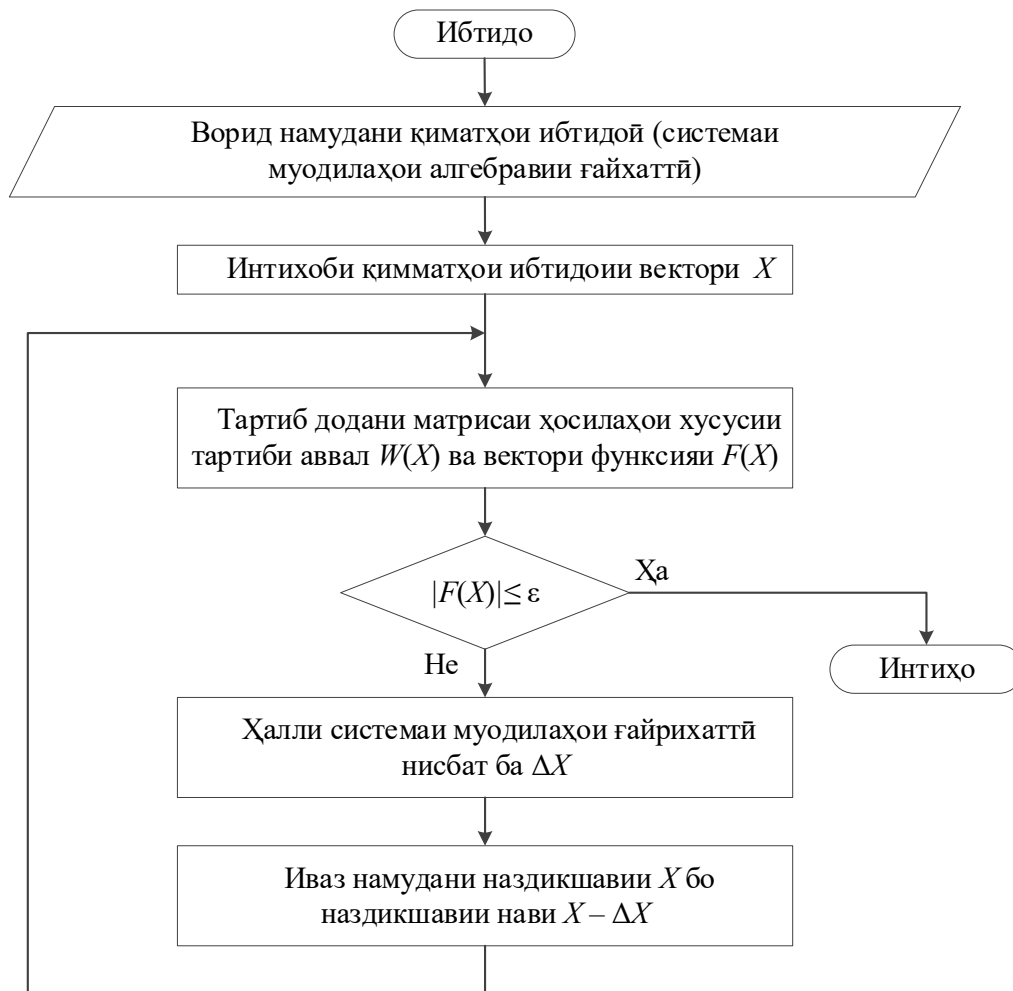 Ибтидо
Ворид намудани қиматҳои ибтидоӣ (системаи
муодилаҳои алгебравии ғайхаттӣ)
Интихоби қимматҳои ибтидоии вектори X
Тартиб додани матрисаи ҳосилаҳои хусусии
тартиби аввал W(X) ва вектори функсияи F(X)
|F(X)|≤ ε
Ҳа
Интиҳо
Не
Ҳалли системаи муодилаҳои ғайрихаттӣ
нисбат ба ΔX
Иваз намудани наздикшавии X бо
наздикшавии нави X – ΔX